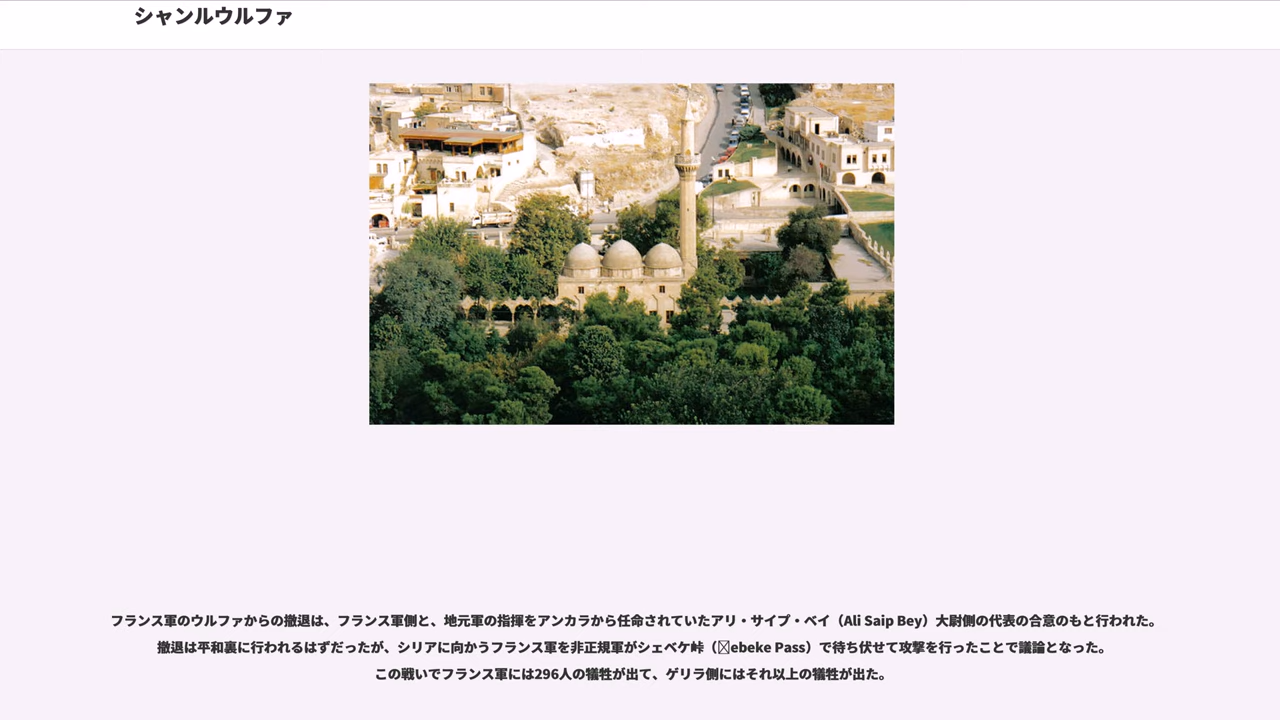 シャンルウルファ
フランス軍のウルファからの撤退は、フランス軍側と、地元軍の指揮をアンカラから任命されていたアリ・サイプ・ベイ（Ali Saip Bey）大尉側の代表の合意のもと行われた。
撤退は平和裏に行われるはずだったが、シリアに向かうフランス軍を非正規軍がシェベケ峠（ebeke Pass）で待ち伏せて攻撃を行ったことで議論となった。
この戦いでフランス軍には296人の犠牲が出て、ゲリラ側にはそれ以上の犠牲が出た。